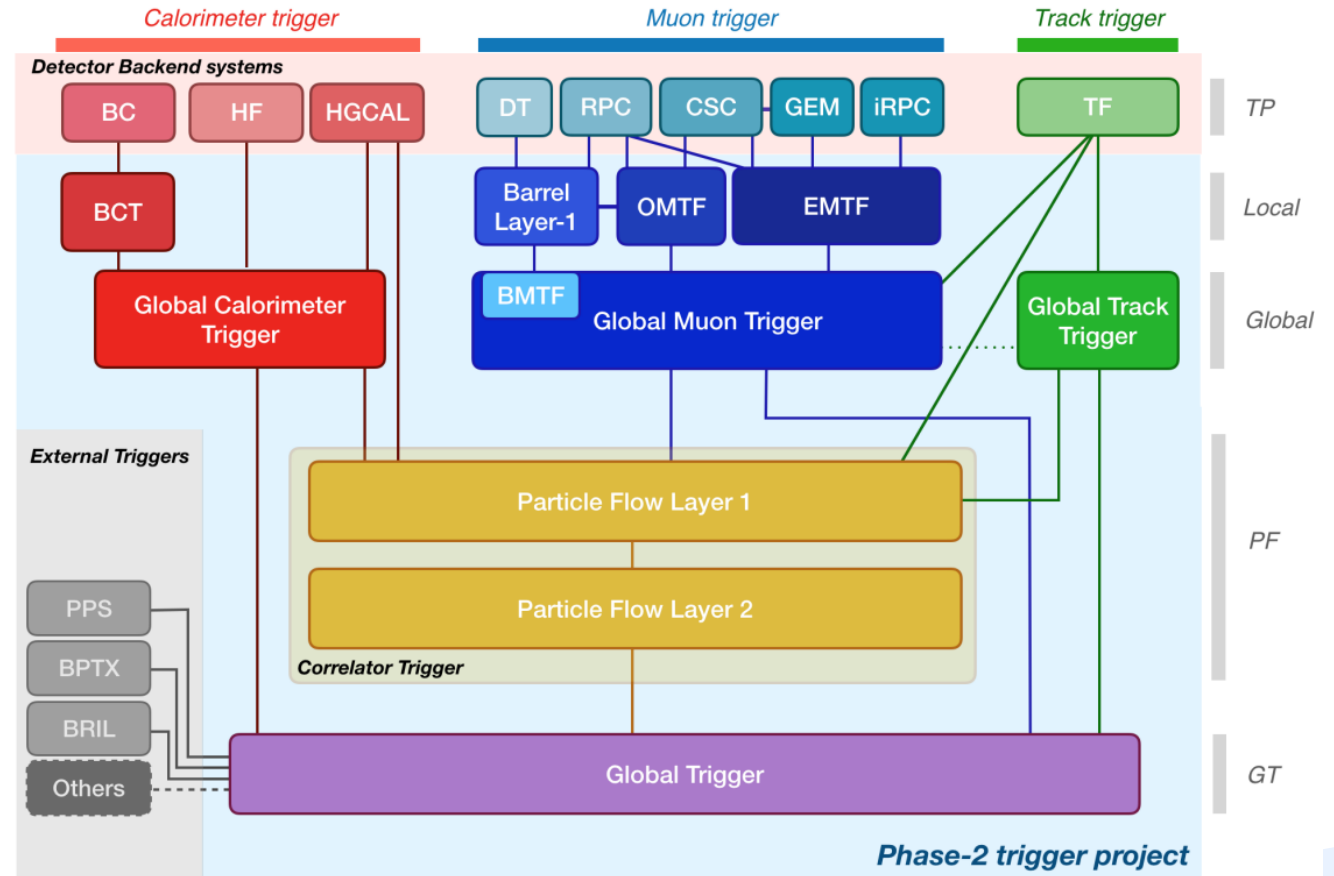 Calorimeter trigger
Muon trigger
Track trigger
Detector Backend systems
BC
HF
HGCAL
DT
RPC
CSC
GEM
iRPC
TF
TP
BCT
Barrel
Layer-1
OMTF
EMTF
Local
Global Calorimeter
Trigger
BMTF
Global Muon Trigger
Global Track
Trigger
Global
External Triggers
Particle Flow Layer 1
PF
Particle Flow Layer 2
Correlator Trigger
PPS
BPTX
BRIL
Others
Global Trigger
GT
Phase-2 trigger project